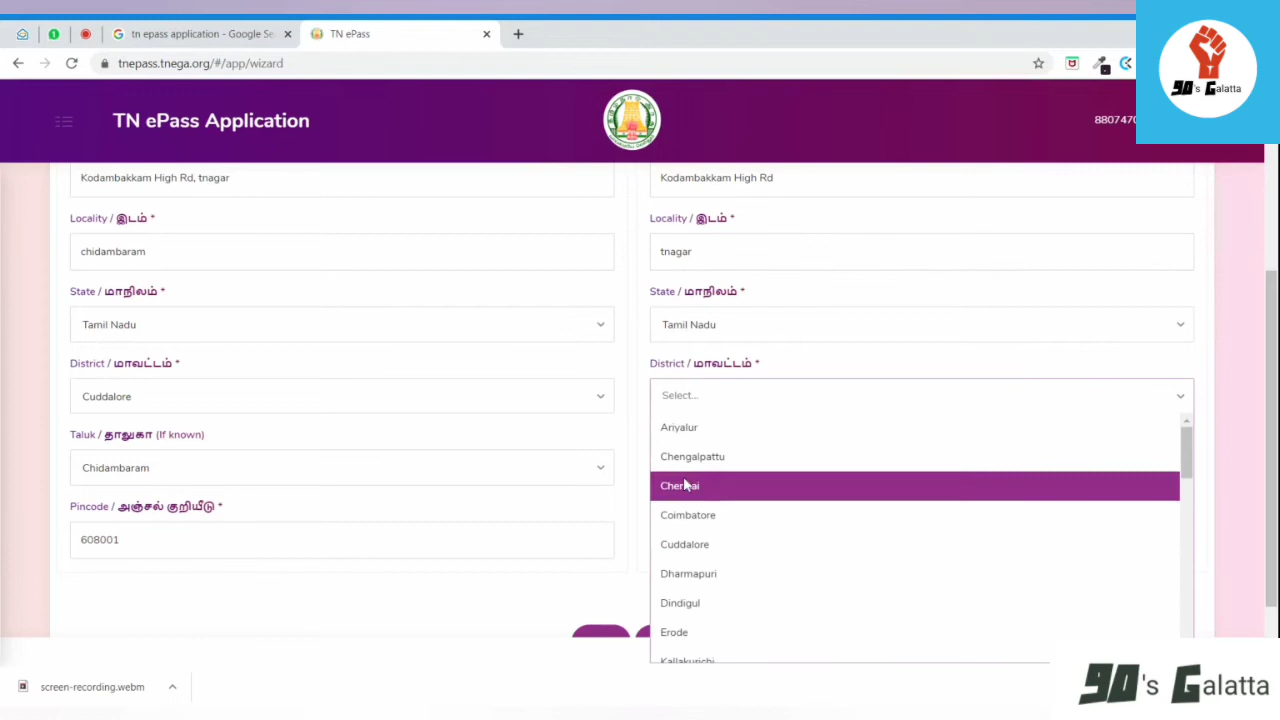 tn epass application - Google Se
TN ePass
tnepass.tnega.org/#/app/wizard
90's Galatta
TN ePass Application
880747
Kodambakkam High Rd, tnagar
Kodambakkam High Rd
Locality / இடம் *
Locality / இடம் *
chidambaram
tnagar
State / மாநிலம் *
State / மாநிலம் *
Tamil Nadu
Tamil Nadu
District / மாவட்டம் *
District / மாவட்டம் *
Cuddalore
Select...
Ariyalur
Taluk / தாலுகா (If known)
Chengalpattu
Chidambaram
Chennai
Pincode / அஞ்சல் குறியீடு *
Coimbatore
608001
Cuddalore
Dharmapuri
Dindigul
Erode
Kallakurichi
screen-recording.webm
90's Galatta